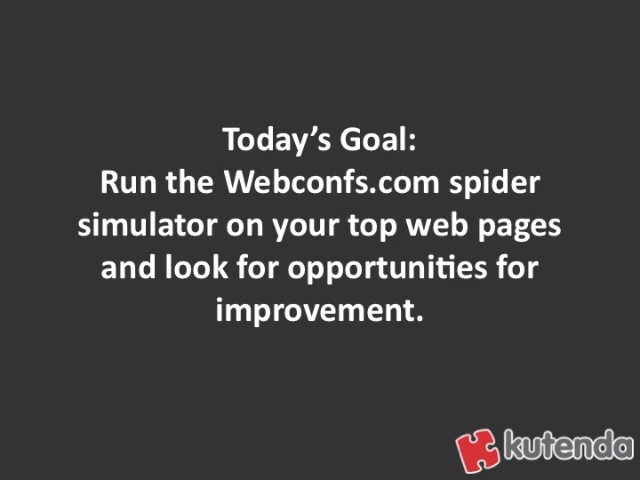 Today’s Goal:
Run the Webconfs.com spider
simulator on your top web pages
and look for opportunities for
improvement.
kutenda